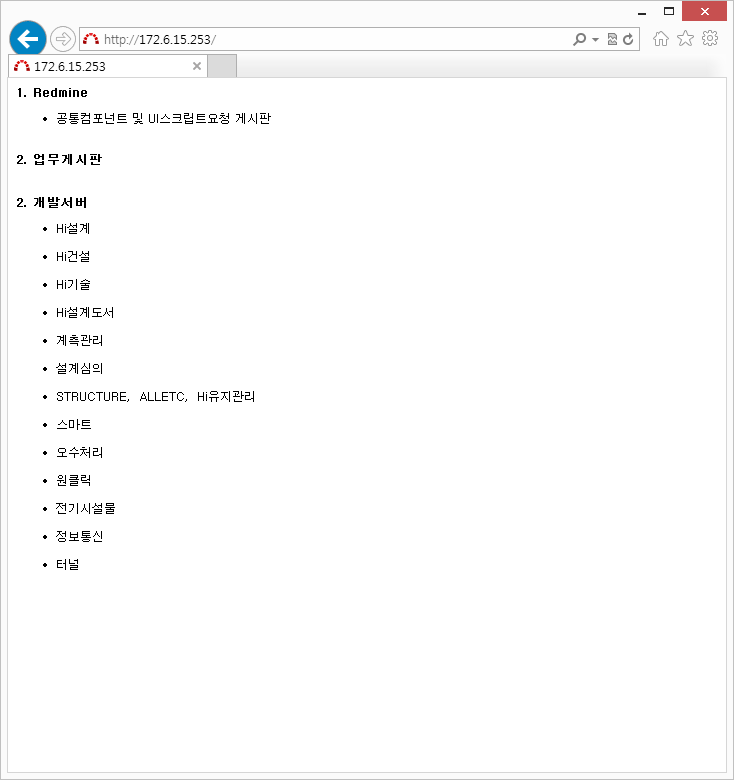 http://172.6.15.253/
172.6.15.253
1. Redmine
공통컴포넌트 및 UI스크립트요청 게시판
2. 업무게시판
2. 개발서버
Hi설계
Hi건설
Hi기술
Hi설계도서
계측관리
설계심의
STRUCTURE, ALLETC, Hi유지관리
스마트
오수처리
원클릭
전기시설물
정보통신
터널